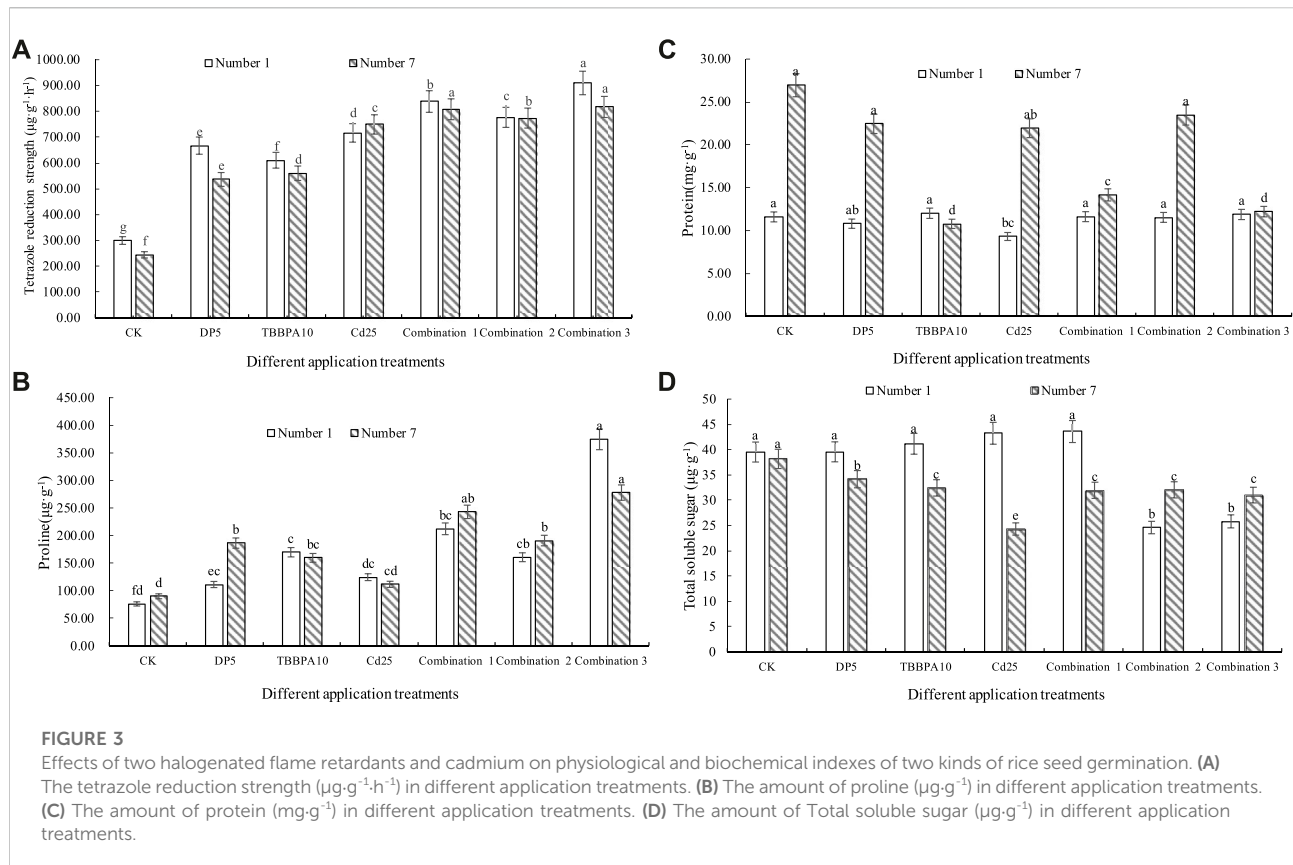 A
Number 1
Number 7
Tetrazole reduction strength (µg·g⁻¹·h⁻¹)
1000.00
900.00
800.00
700.00
600.00
500.00
400.00
300.00
200.00
100.00
0.00
g f e e f d d c b a c b a a
CK DP5 TBBPA10 Cd25 Combination 1 Combination 2 Combination 3
Different application treatments
B
Number 1
Number 7
Proline(µg·g⁻¹)
450.00
400.00
350.00
300.00
250.00
200.00
150.00
100.00
50.00
0.00
fd d ec b c bc dc cd bc ab cb b a a
CK DP5 TBBPA10 Cd25 Combination 1 Combination 2 Combination 3
Different application treatments
C
Number 1
Number 7
Protein(mg·g⁻¹)
30.00
25.00
20.00
15.00
10.00
5.00
0.00
a a ab a a d bc ab a c a a a d
CK DP5 TBBPA10 Cd25 Combination 1 Combination 2 Combination 3
Different application treatments
D
Number 1
Number 7
Total soluble sugar (µg·g⁻¹)
50
45
40
35
30
25
20
15
10
5
0
a a a b a c a e a c b c b c
CK DP5 TBBPA10 Cd25 Combination 1 Combination 2 Combination 3
Different application treatments
FIGURE 3
Effects of two halogenated flame retardants and cadmium on physiological and biochemical indexes of two kinds of rice seed germination. (A)
The tetrazole reduction strength (µg·g⁻¹·h⁻¹) in different application treatments. (B) The amount of proline (µg·g⁻¹) in different application treatments.
(C) The amount of protein (mg·g⁻¹) in different application treatments. (D) The amount of Total soluble sugar (µg·g⁻¹) in different application
treatments.